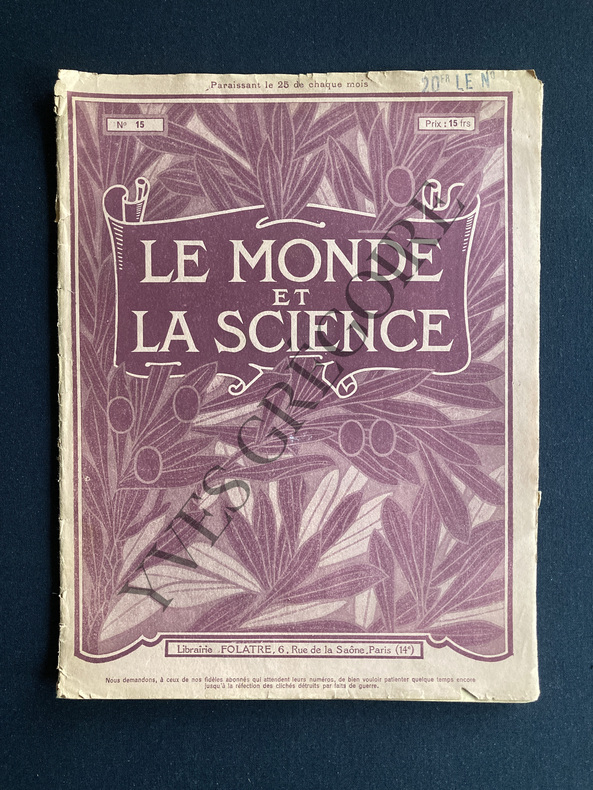 Paraissant le 25 de chaque mois
20FR LE No
No 15
Prix : 15 frs
LE MONDE
ET
LA SCIENCE
YVES GREGOIRE
Librairie FOLATRE, 6, Rue de la Saône, Paris (14e)
Nous demandons, à ceux de nos fidèles abonnés qui attendent leurs numéros, de bien vouloir patienter quelque temps encore
jusqu'à la réfection des clichés détruits par faits de guerre.